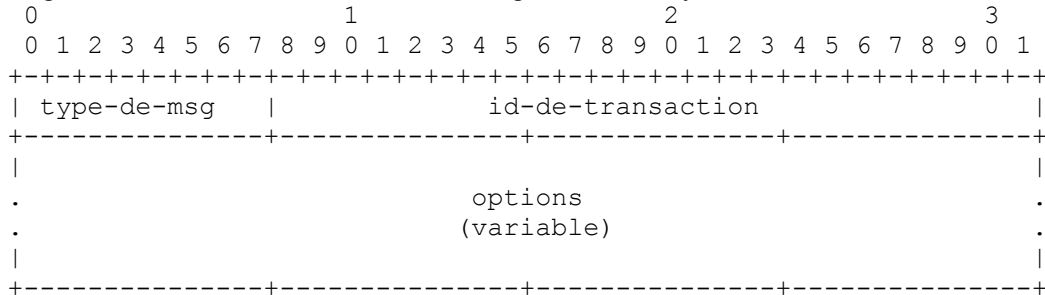 0                   1                   2                   3
0 1 2 3 4 5 6 7 8 9 0 1 2 3 4 5 6 7 8 9 0 1 2 3 4 5 6 7 8 9 0 1
+-+-+-+-+-+-+-+-+-+-+-+-+-+-+-+-+-+-+-+-+-+-+-+-+-+-+-+-+-+-+-+-+
| type-de-msg | id-de-transaction |
+---------------+---------------+---------------+---------------+
| |
. options .
. (variable) .
| |
+---------------+---------------+---------------+---------------+